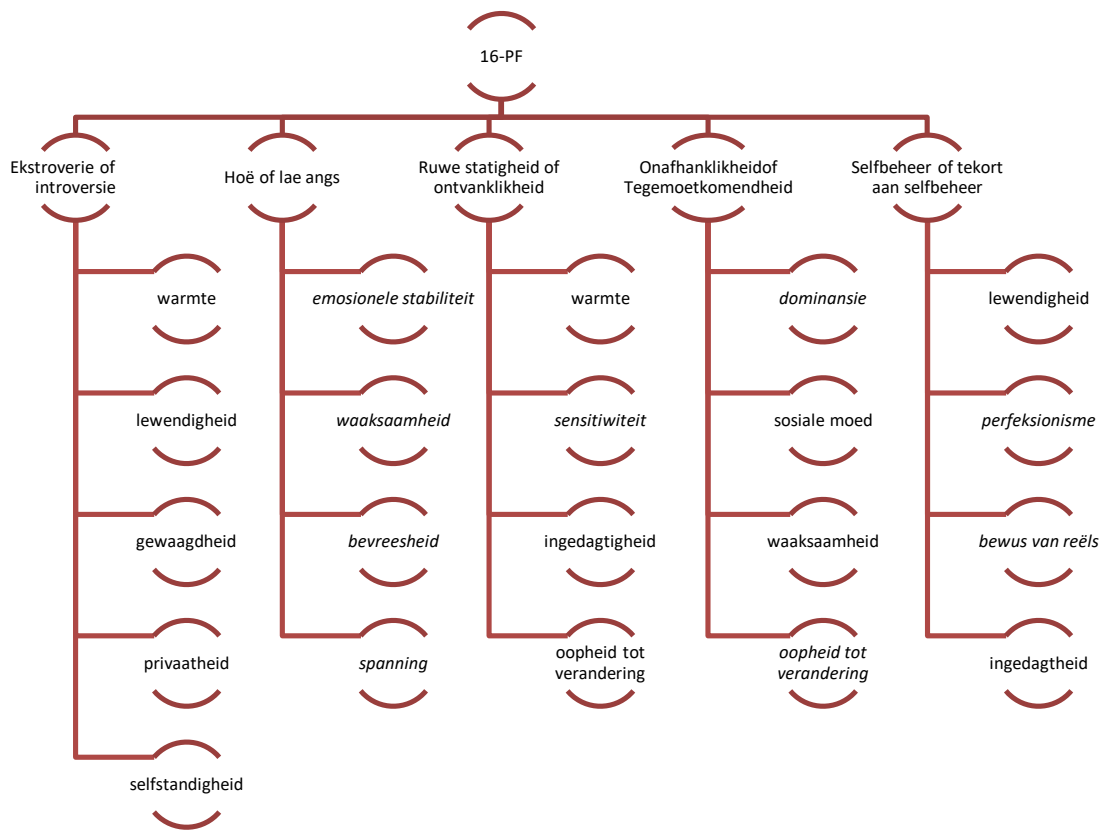 16-PF
Ekstroverie of
introversie
Hoë of lae angs
Ruwe statigheid of
ontvanklikheid
Onafhanklikheidof
Tegemoetkomendheid
Selfbeheer of tekort
aan selfbeheer
warmte
lewendigheid
gewaagdheid
privaatheid
selfstandigheid
emosionele stabiliteit
waaksaamheid
bevreesheid
spanning
warmte
sensitiwiteit
ingedagtigheid
oopheid tot
verandering
dominansie
sosiale moed
waaksaamheid
oopheid tot
verandering
lewendigheid
perfeksionisme
bewus van reëls
ingedagtheid